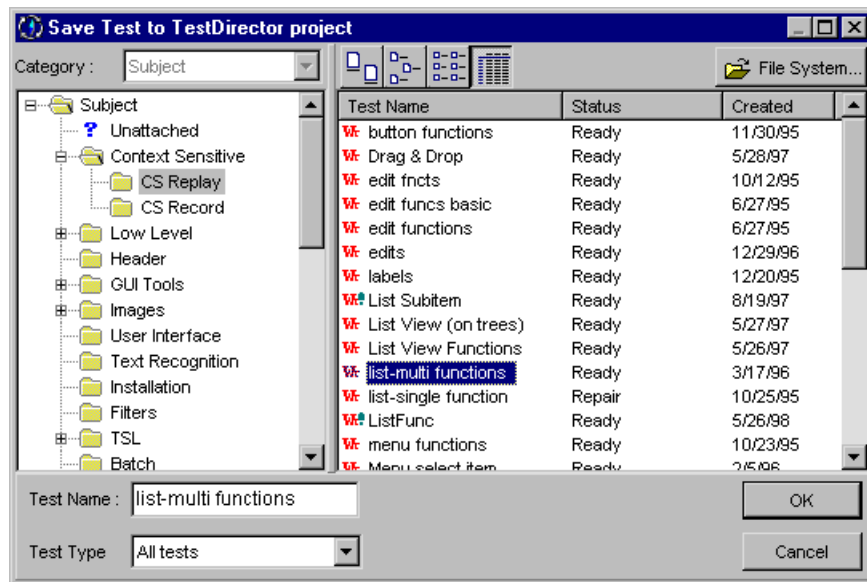 Save Test to TestDirector project
Category : Subject
File System...
Subject
Unattached
Context Sensitive
CS Replay
CS Record
Low Level
Header
GUI Tools
Images
User Interface
Text Recognition
Installation
Filters
TSL
Batch
Test Name Status Created
button functions Ready 11/30/95
Drag & Drop Ready 5/28/97
edit fncts Ready 10/12/95
edit funcs basic Ready 6/27/95
edit functions Ready 6/27/95
edits Ready 12/29/96
labels Ready 12/20/95
List Subitem Ready 8/19/97
List View (on trees) Ready 5/27/97
List View Functions Ready 5/26/97
list-multi functions Ready 3/17/96
list-single function Repair 10/25/95
ListFunc Ready 5/26/98
menu functions Ready 10/23/95
Menu select item Ready 2/5/96
Test Name : list-multi functions
OK
Test Type All tests
Cancel